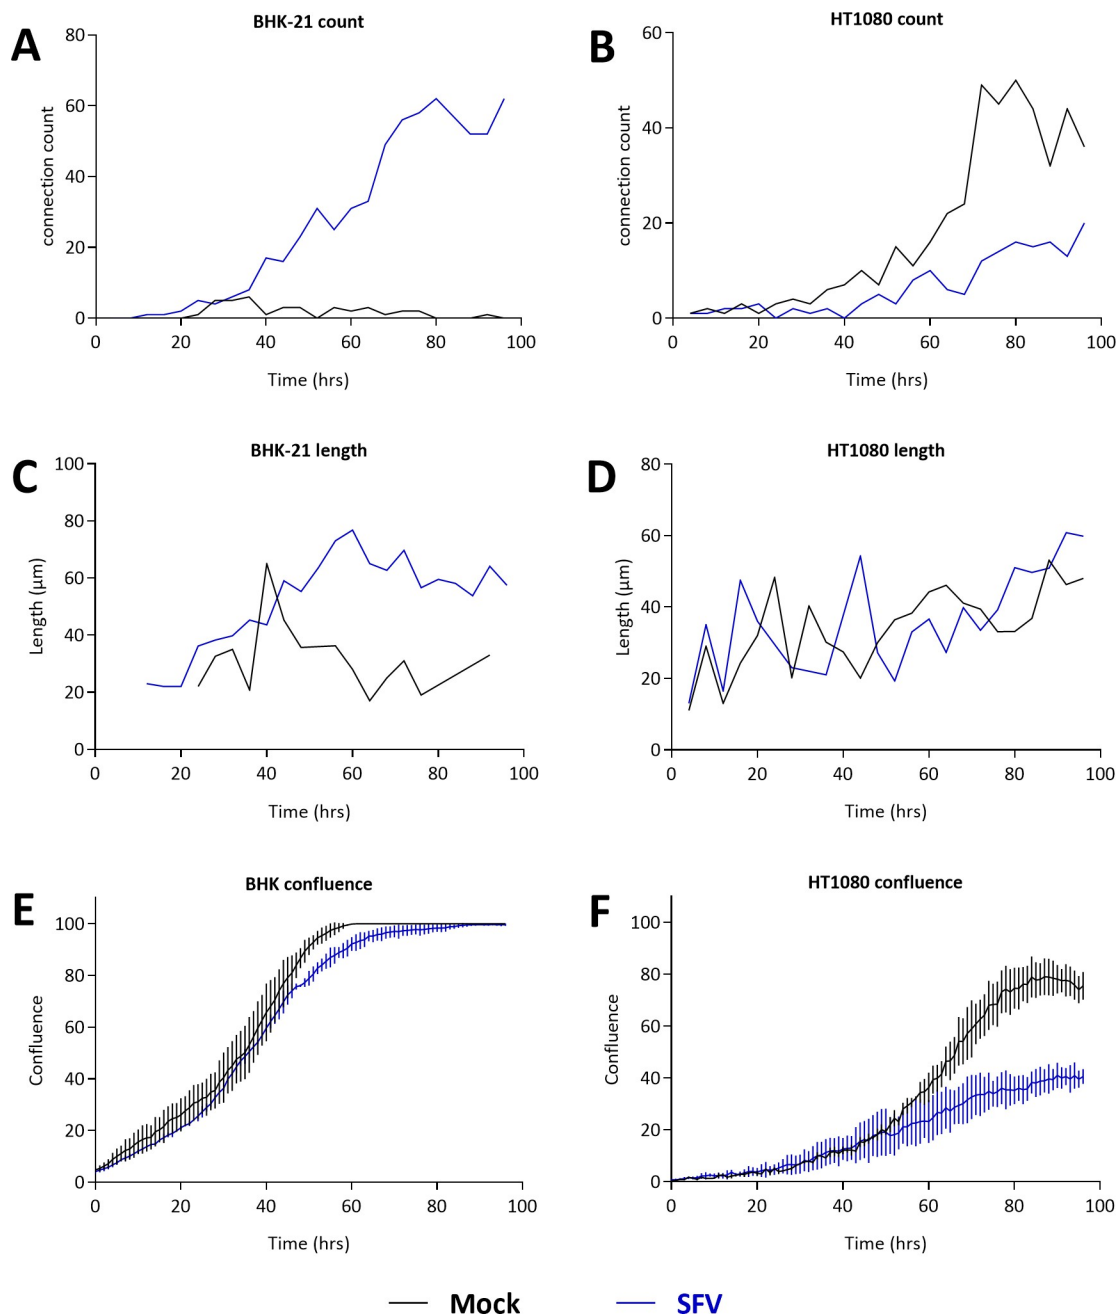 A
BHK-21 count
80
60
40
20
0
connection count
0 20 40 60 80 100
Time (hrs)
B
HT1080 count
60
40
20
0
connection count
0 20 40 60 80 100
Time (hrs)
C
BHK-21 length
100
80
60
40
20
0
Length (µm)
0 20 40 60 80 100
Time (hrs)
D
HT1080 length
80
60
40
20
0
Length (µm)
0 20 40 60 80 100
Time (hrs)
E
BHK confluence
100
80
60
40
20
0
Confluence
0 20 40 60 80 100
Time (hrs)
F
HT1080 confluence
100
80
60
40
20
0
Confluence
0 20 40 60 80 100
Time (hrs)
Mock SFV